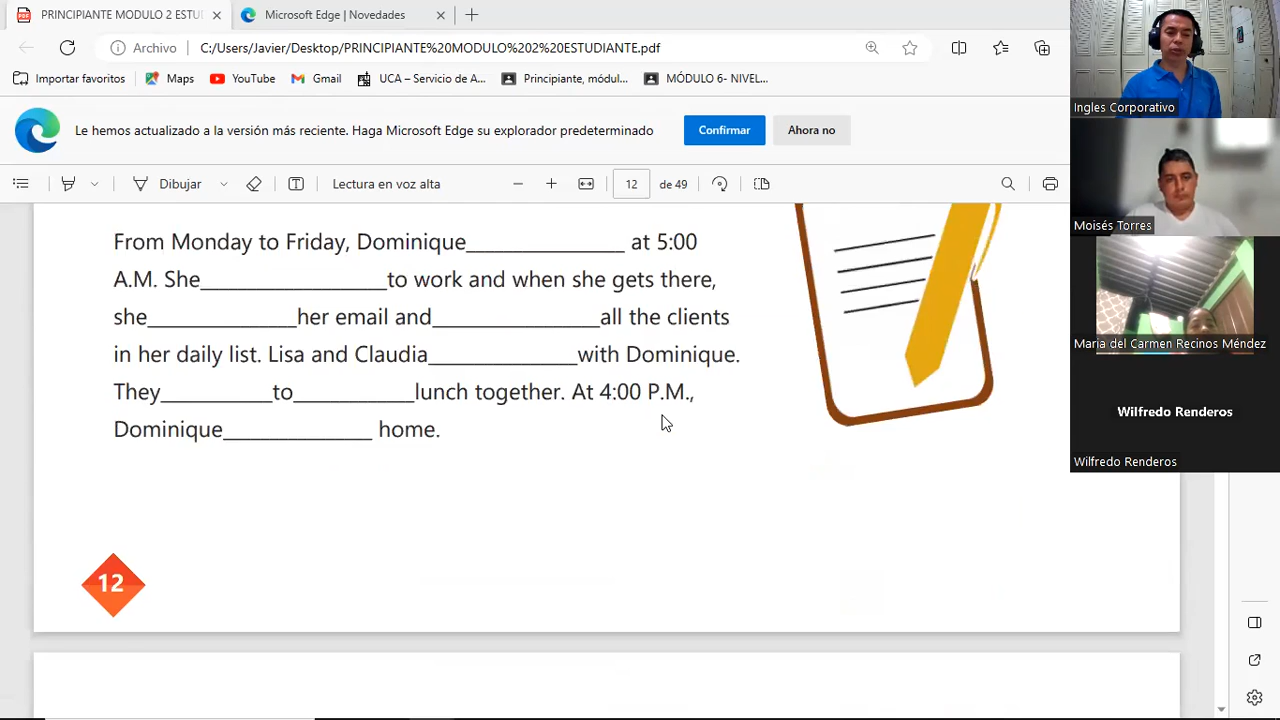 PRINCIPIANTE MODULO 2 ESTUI
Microsoft Edge | Novedades
Archivo
C:/Users/Javier/Desktop/PRINCIPIANTE%20MODULO%202%20ESTUDIANTE.pdf
Importar favoritos
Maps
YouTube
Gmail
UCA – Servicio de A...
Principiante, módul...
MÓDULO 6- NIVEL...
Le hemos actualizado a la versión más reciente. Haga Microsoft Edge su explorador predeterminado
Confirmar
Ahora no
Dibujar
Lectura en voz alta
12
de 49
From Monday to Friday, Dominique______________ at 5:00
A.M. She_________________to work and when she gets there,
she______________her email and________________all the clients
in her daily list. Lisa and Claudia______________with Dominique.
They__________to___________lunch together. At 4:00 P.M.,
Dominique______________ home.
12
Ingles Corporativo
Moisés Torres
Maria del Carmen Recinos Méndez
Wilfredo Renderos
Wilfredo Renderos